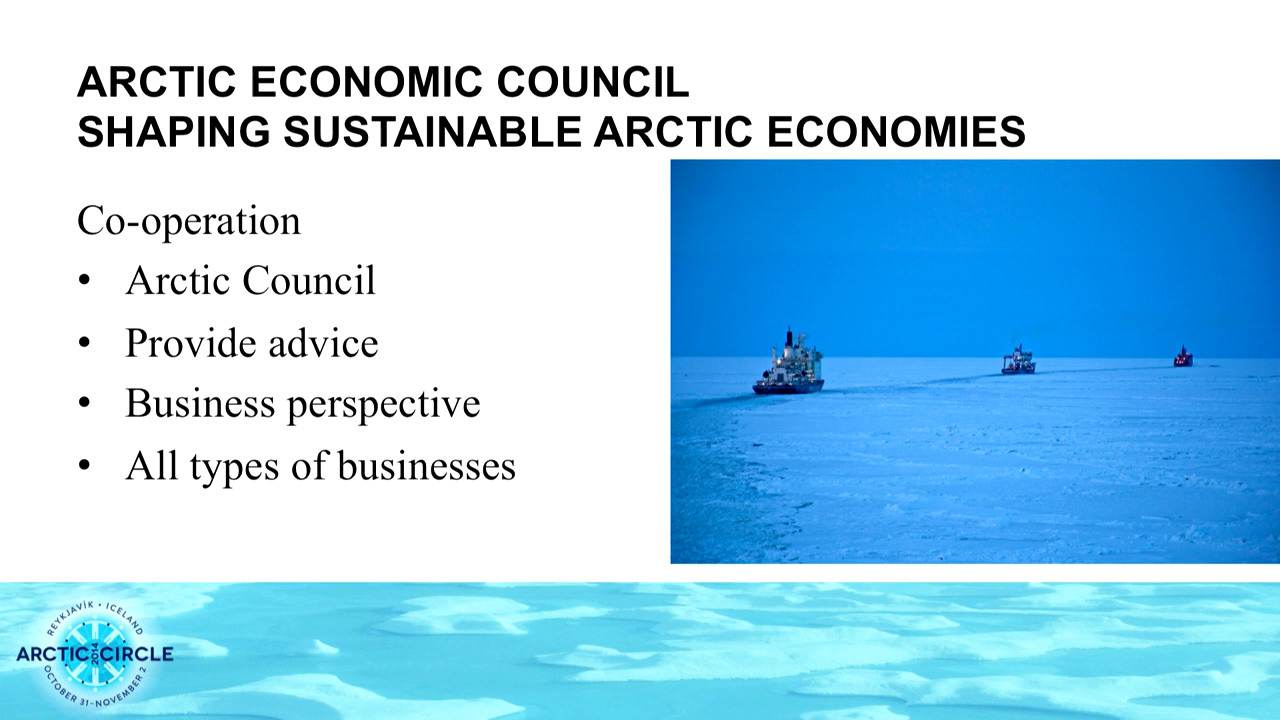 ARCTIC ECONOMIC COUNCIL
SHAPING SUSTAINABLE ARCTIC ECONOMIES
Co-operation
• Arctic Council
• Provide advice
• Business perspective
• All types of businesses
REYKJAVÍK • ICELAND
ARCTIC 2014 CIRCLE
OCTOBER 31–NOVEMBER 2